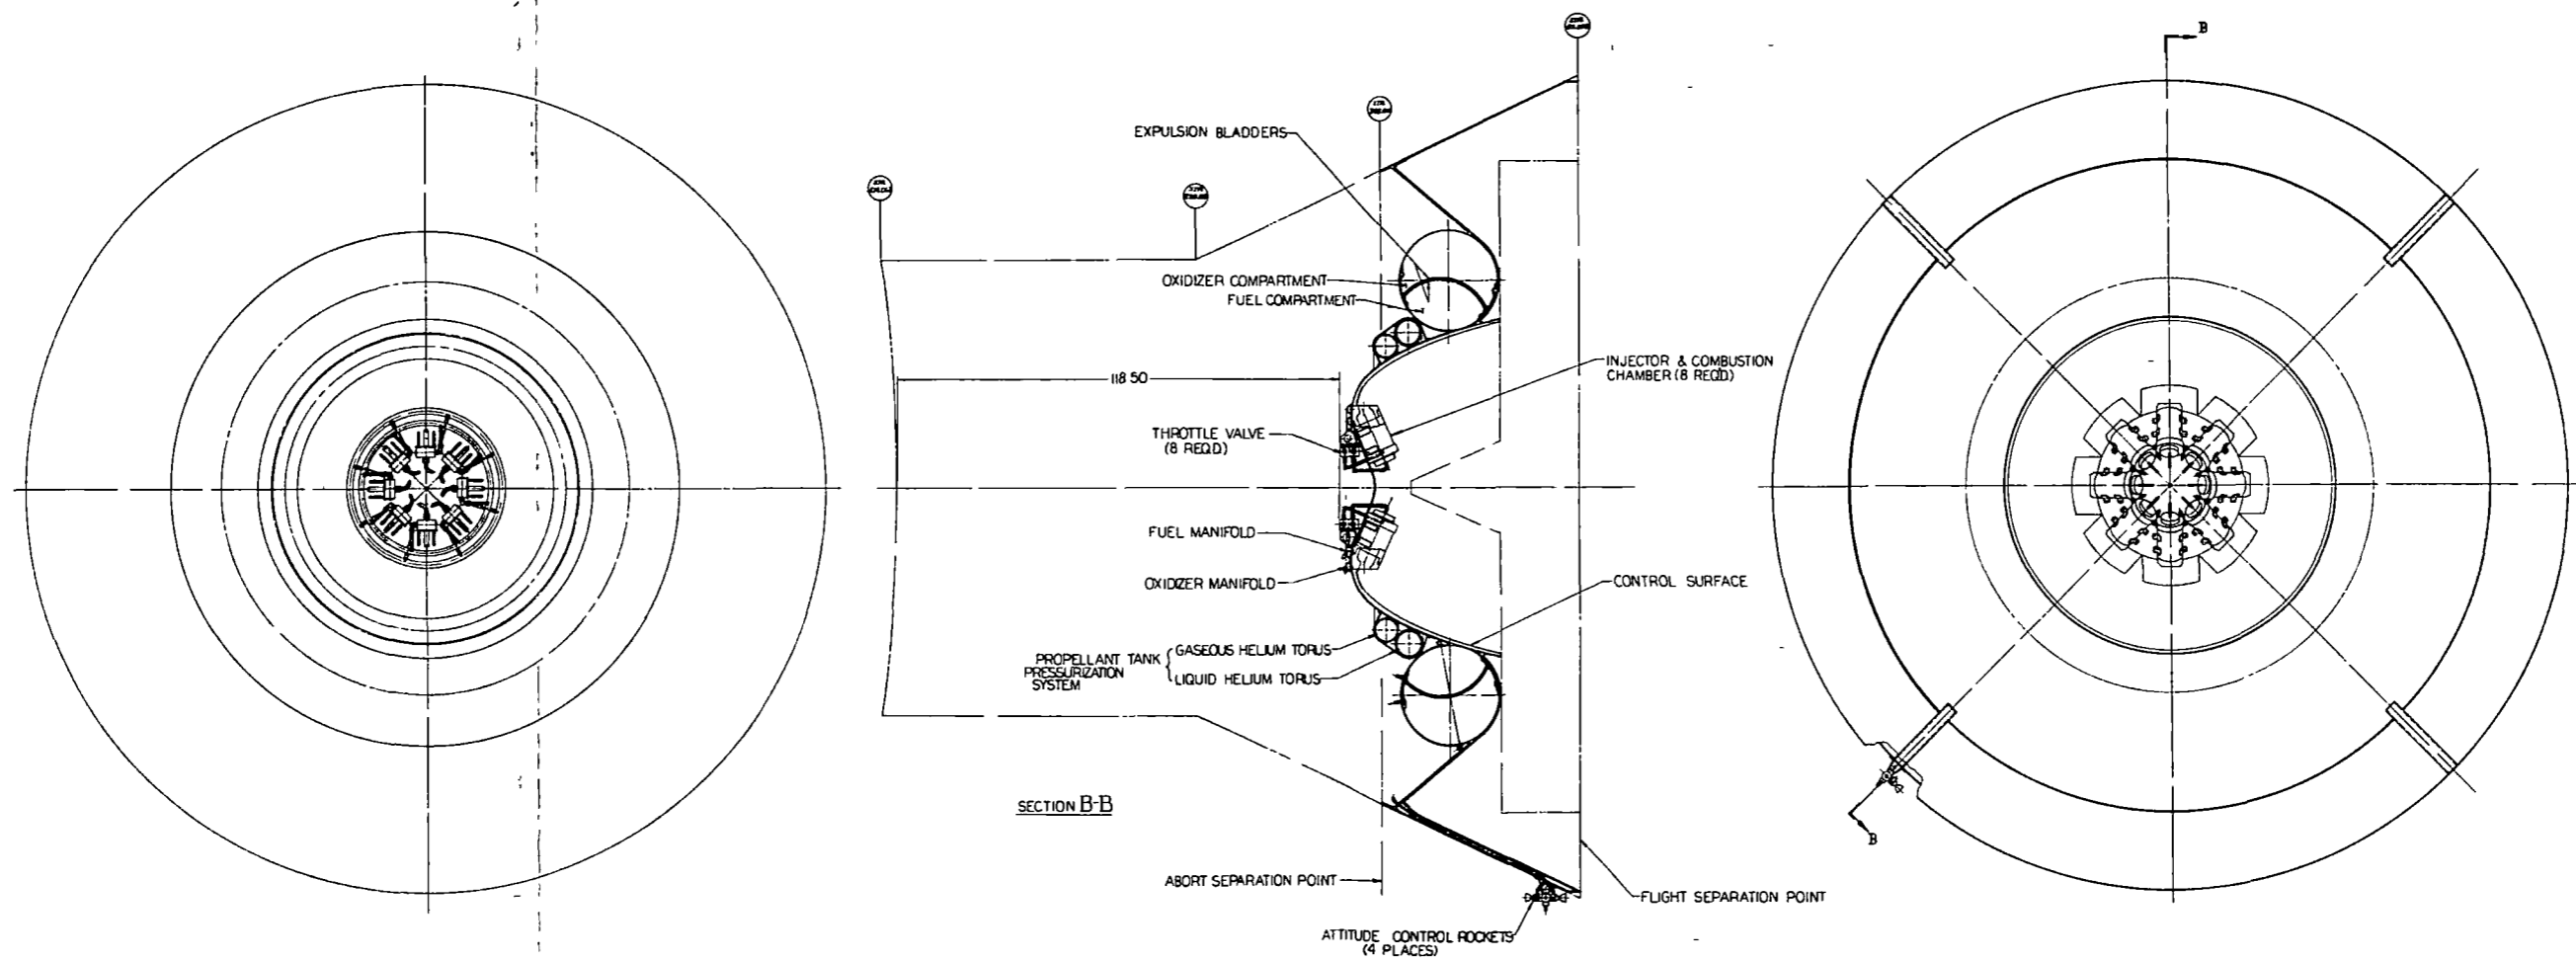 B
EXPULSION BLADDERS
OXIDIZER COMPARTMENT
FUEL COMPARTMENT
118 50
INJECTOR & COMBUSTION
CHAMBER (8 REQ'D)
THROTTLE VALVE
(8 REQ.D)
FUEL MANIFOLD
OXIDIZER MANIFOLD
CONTROL SURFACE
PROPELLANT TANK
PRESSURIZATION
SYSTEM
GASEOUS HELIUM TORUS
LIQUID HELIUM TORUS
SECTION B-B
ABORT SEPARATION POINT
FLIGHT SEPARATION POINT
ATTITUDE CONTROL ROCKETS
(4 PLACES)
B